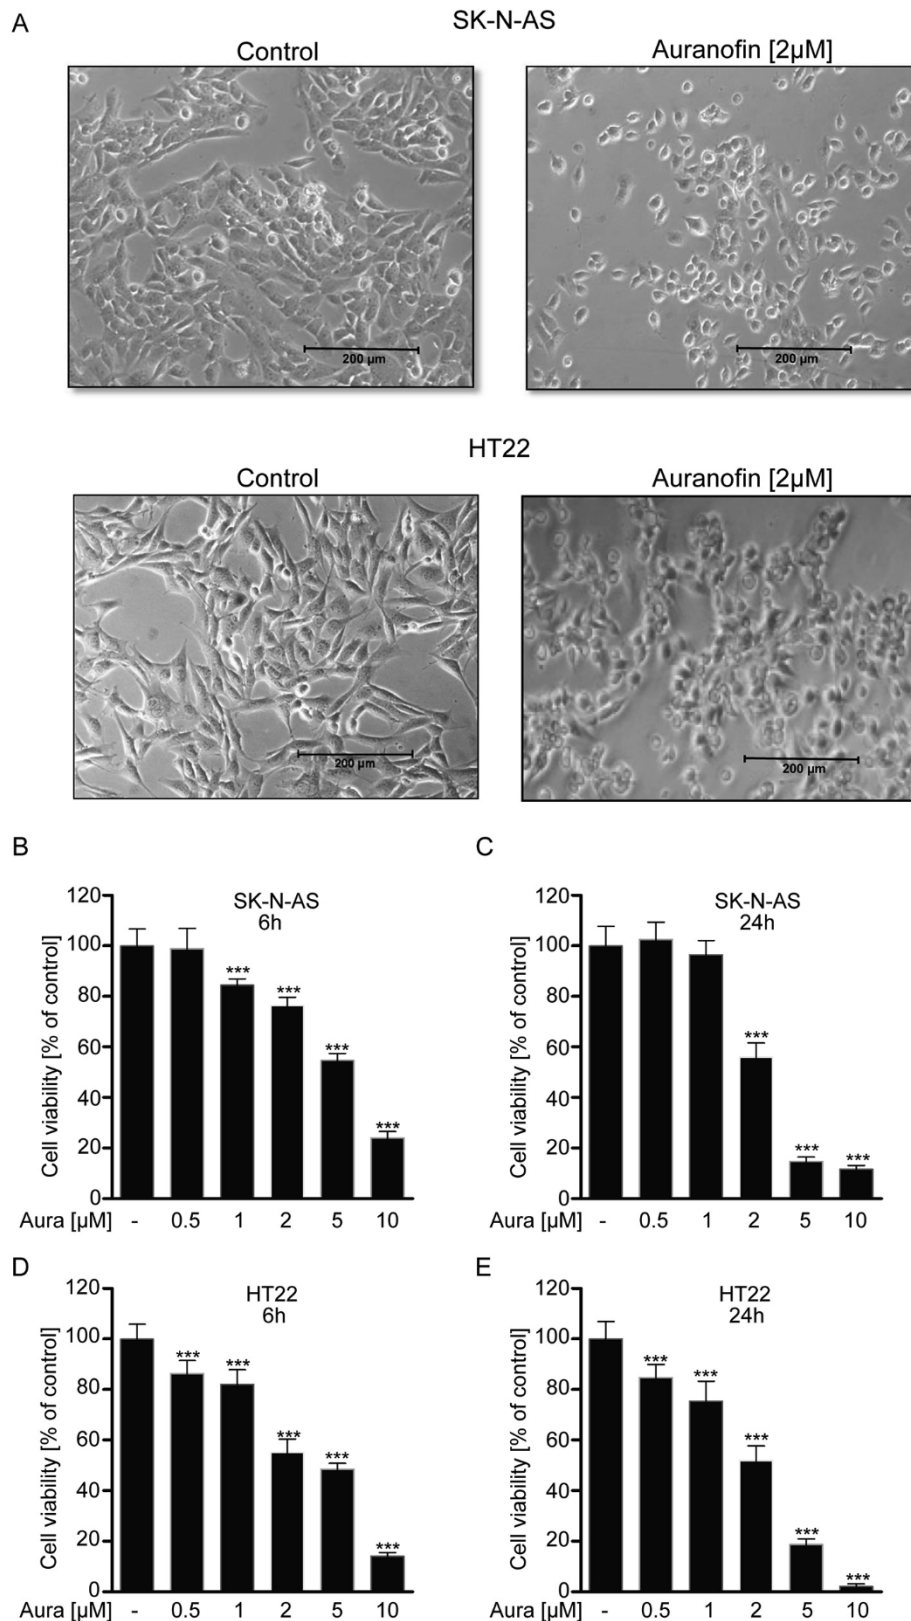 A
SK-N-AS
Control
Auranofin [2µM]
200 µm
200 µm
HT22
Control
Auranofin [2µM]
200 µm
200 µm
B
SK-N-AS
6h
Cell viability [% of control]
120
100
80
60
40
20
0
***
***
***
***
Aura [µM] - 0.5 1 2 5 10
C
SK-N-AS
24h
Cell viability [% of control]
120
100
80
60
40
20
0
***
***
***
Aura [µM] - 0.5 1 2 5 10
D
HT22
6h
Cell viability [% of control]
120
100
80
60
40
20
0
***
***
***
***
***
Aura [µM] - 0.5 1 2 5 10
E
HT22
24h
Cell viability [% of control]
120
100
80
60
40
20
0
***
***
***
***
***
Aura [µM] - 0.5 1 2 5 10